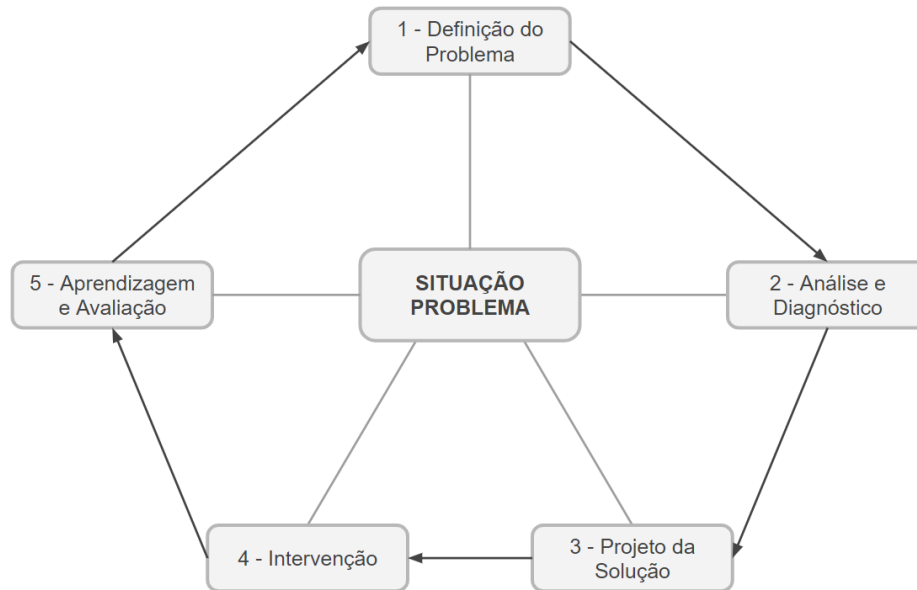 1 - Definição do
Problema
SITUAÇÃO
PROBLEMA
2 - Análise e
Diagnóstico
3 - Projeto da
Solução
4 - Intervenção
5 - Aprendizagem
e Avaliação